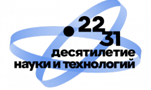 22
31
десятилетие
науки и технологий